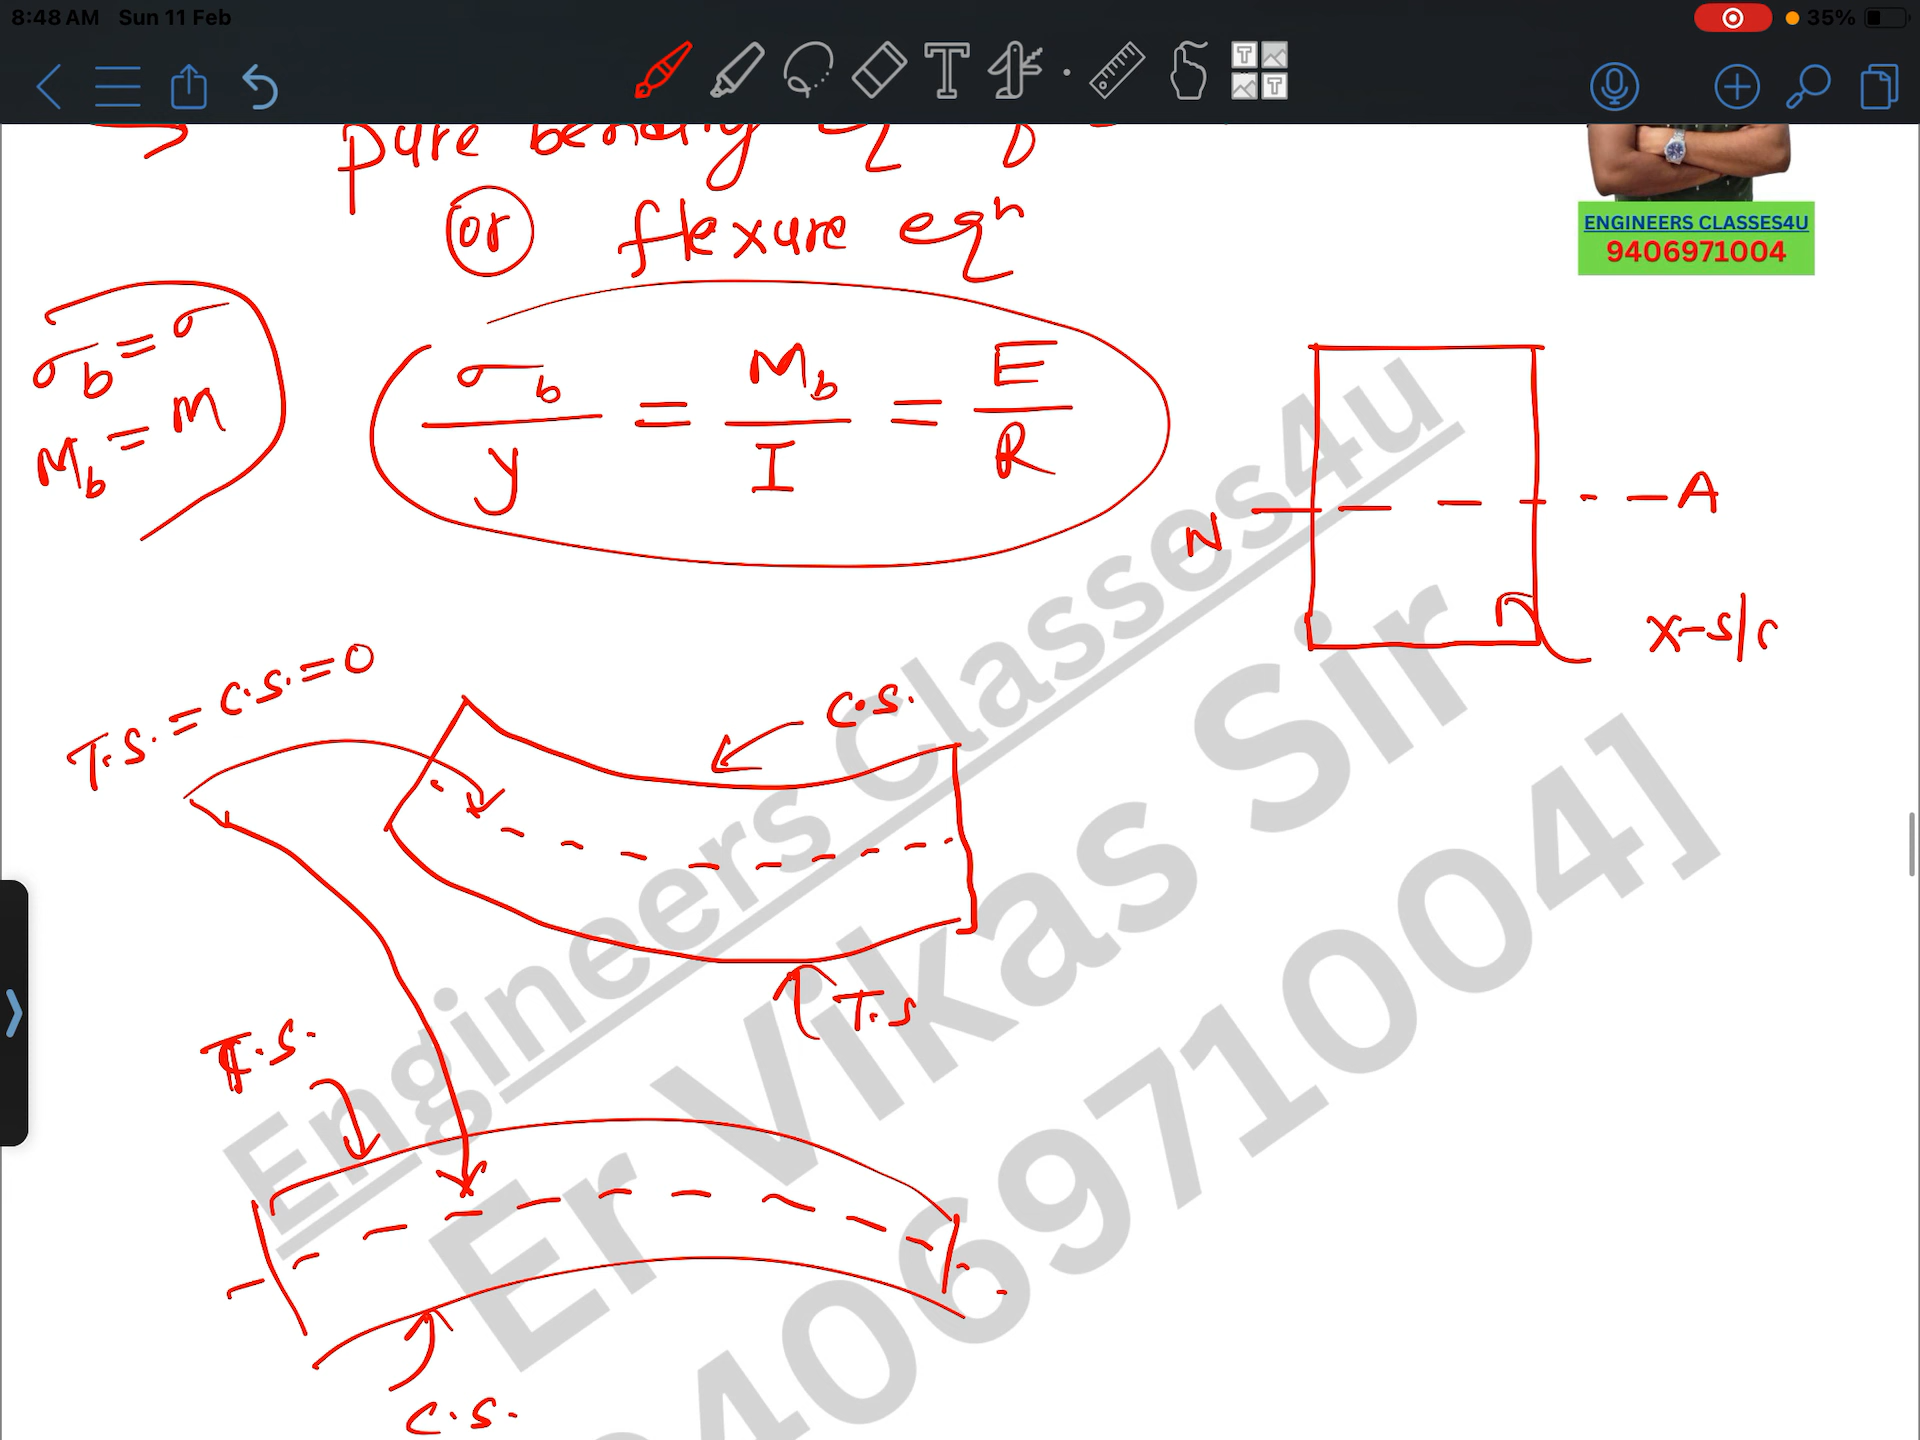 8:48 AM Sun 11 Feb
35%
pure bending eq
or flexure eqⁿ
ENGINEERS CLASSES4U
9406971004
σb = σ
Mb = M
σb/y = Mb/I = E/R
N
A
x-s/c
T.S. = C.S. = 0
C.S.
T.S
T.S.
C.S.
Engineers Classes4u
Er Vikas Sir
9406971004]